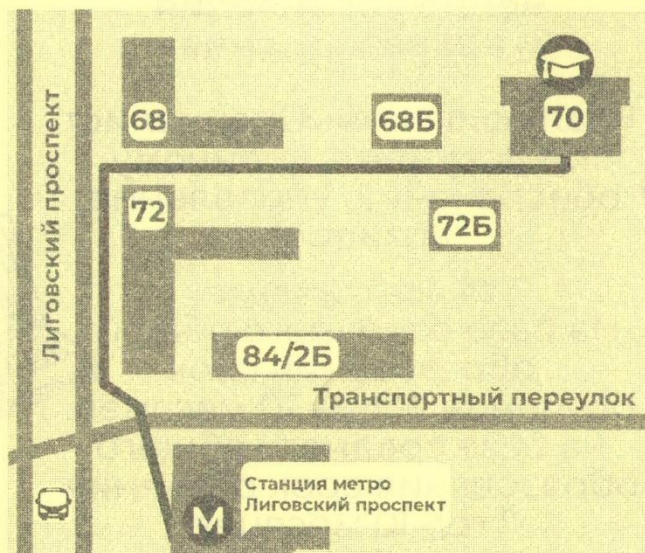 68
68Б
70
Лиговский проспект
72
72Б
84/2Б
Транспортный переулок
Станция метро
Лиговский проспект
М